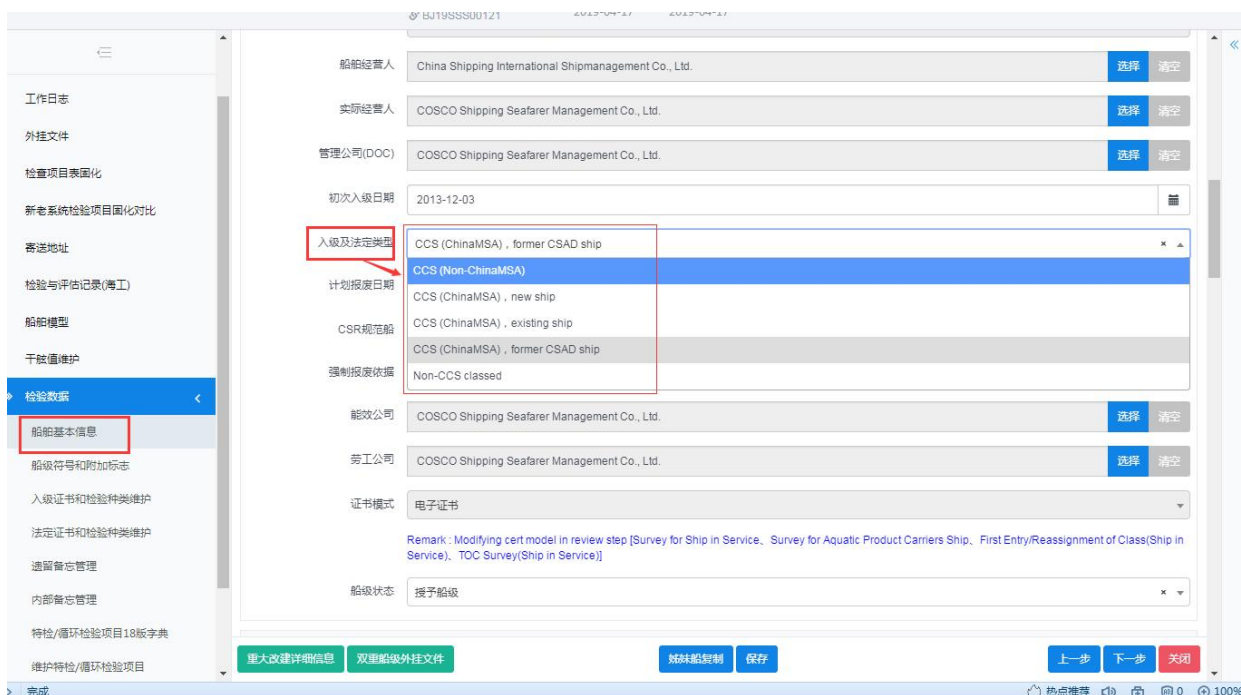 BJ19SSS00121 2019-04-17 2019-04-17
工作日志
外挂文件
检查项目表固化
新老系统检验项目固化对比
寄送地址
检验与评估记录(海工)
船舶模型
干舷值维护
检验数据
船舶基本信息
船级符号和附加标志
入级证书和检验种类维护
法定证书和检验种类维护
遗留备忘管理
内部备忘管理
特检/循环检验项目18版字典
维护特检/循环检验项目
船舶经营人 China Shipping International Shipmanagement Co., Ltd. 选择 清空
实际经营人 COSCO Shipping Seafarer Management Co., Ltd. 选择 清空
管理公司(DOC) COSCO Shipping Seafarer Management Co., Ltd. 选择 清空
初次入级日期 2013-12-03
入级及法定类型 CCS (ChinaMSA) , former CSAD ship
CCS (Non-ChinaMSA)
计划报废日期
CCS (ChinaMSA) , new ship
CSR规范船
CCS (ChinaMSA) , existing ship
CCS (ChinaMSA) , former CSAD ship
强制报废依据
Non-CCS classed
能效公司 COSCO Shipping Seafarer Management Co., Ltd. 选择 清空
劳工公司 COSCO Shipping Seafarer Management Co., Ltd. 选择 清空
证书模式 电子证书
Remark : Modifying cert model in review step [Survey for Ship in Service、Survey for Aquatic Product Carriers Ship、First Entry/Reassignment of Class(Ship in
Service)、TOC Survey(Ship in Service)]
船级状态 授予船级
重大改建详细信息 双重船级外挂文件 姊妹船复制 保存 上一步 下一步 关闭
完成 热点推荐 0 100%